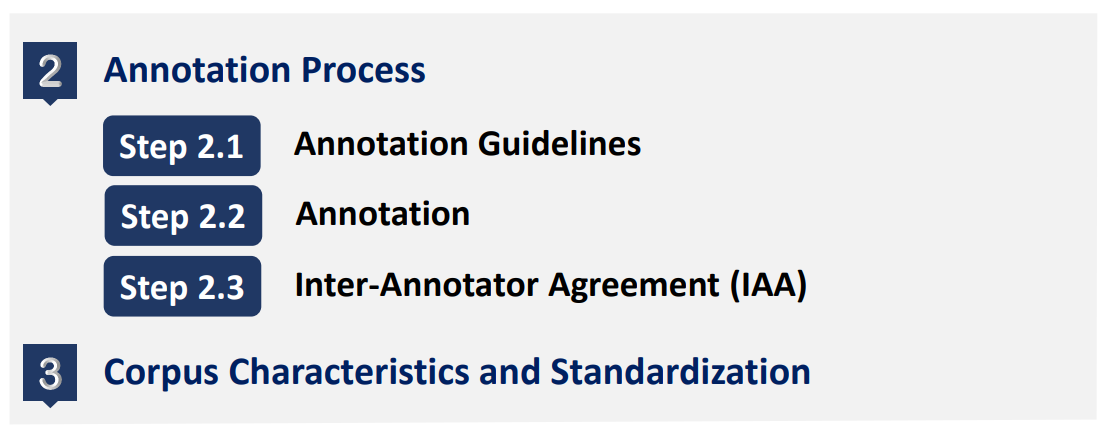 2 Annotation Process
Step 2.1 Annotation Guidelines
Step 2.2 Annotation
Step 2.3 Inter-Annotator Agreement (IAA)
3 Corpus Characteristics and Standardization